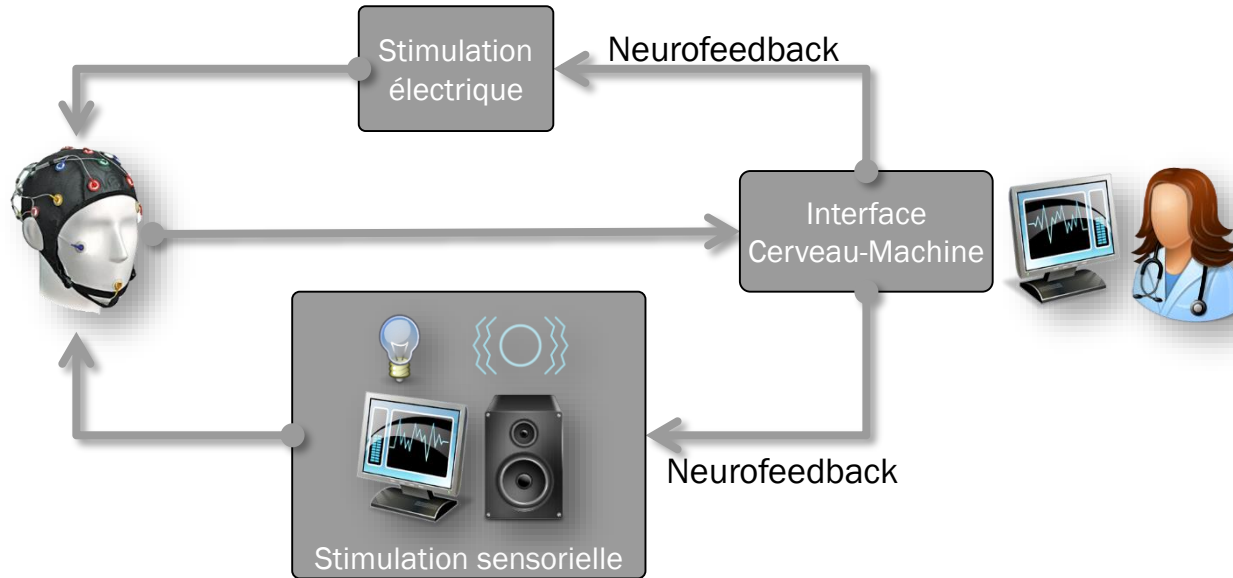 Stimulation
électrique
Neurofeedback
Interface
Cerveau-Machine
Neurofeedback
Stimulation sensorielle